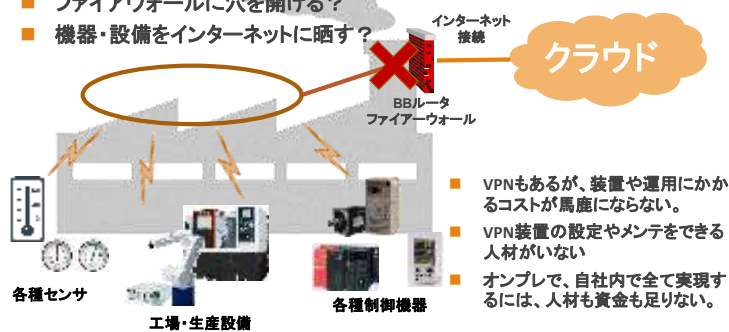 ■ ファイアウォールに穴を開ける？
■ 機器・設備をインターネットに晒す？
インターネット
接続
クラウド
BBルータ
ファイアーウォール
■ VPNもあるが、装置や運用にかか
るコストが馬鹿にならない。
■ VPN装置の設定やメンテをできる
人材がいない
■ オンプレで、自社内で全て実現す
るには、人材も資金も足りない。
各種センサ
工場・生産設備
各種制御機器